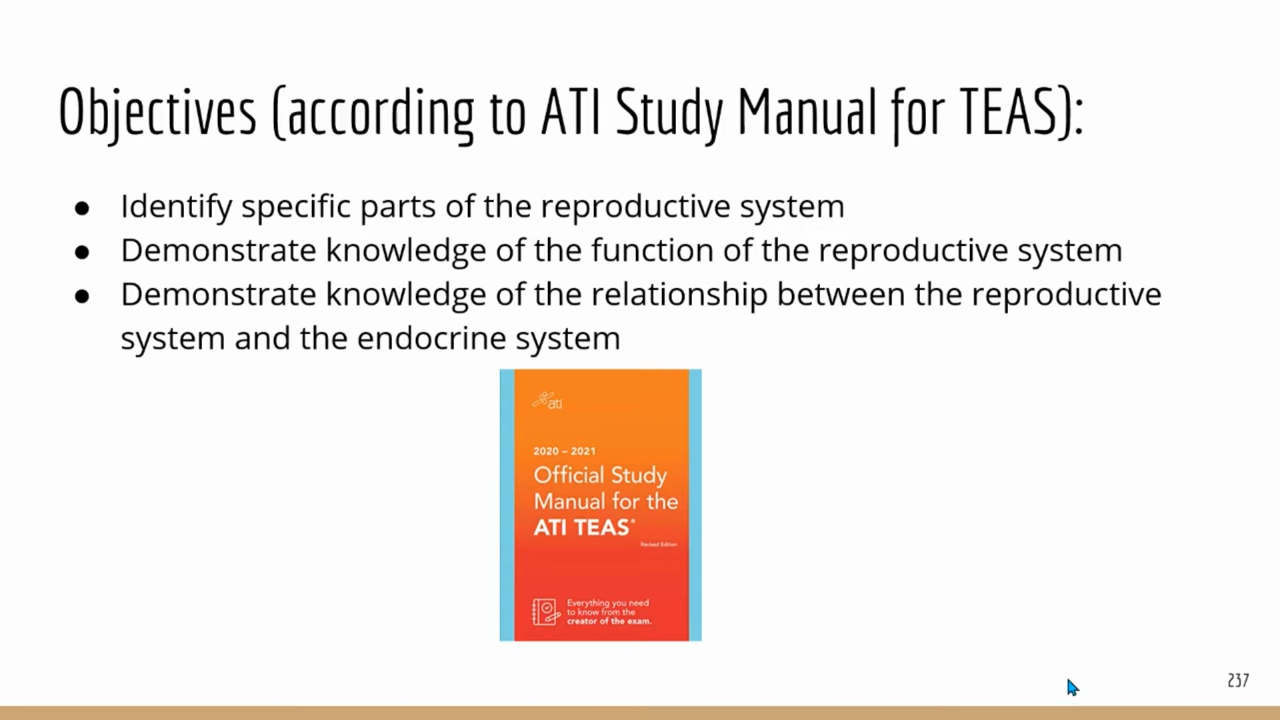 Objectives (according to ATI Study Manual for TEAS):
● Identify specific parts of the reproductive system
● Demonstrate knowledge of the function of the reproductive system
● Demonstrate knowledge of the relationship between the reproductive
system and the endocrine system
ati
2020 – 2021
Official Study
Manual for the
ATI TEAS®
Revised Edition
Everything you need
to know from the
creator of the exam.
237